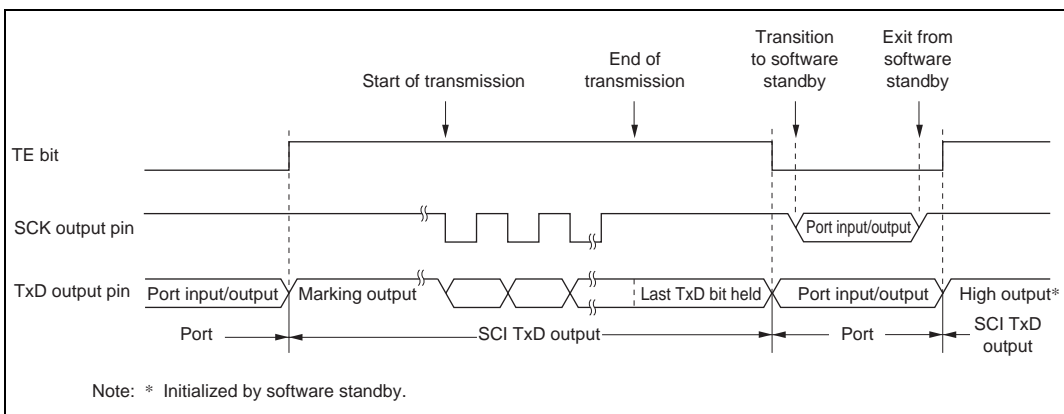 Start of transmission
End of
transmission
Transition
to software
standby
Exit from
software
standby
TE bit
SCK output pin
Port input/output
TxD output pin
Port input/output
Marking output
Last TxD bit held
Port input/output
High output*
Port
SCI TxD output
Port
SCI TxD
output
Note: * Initialized by software standby.